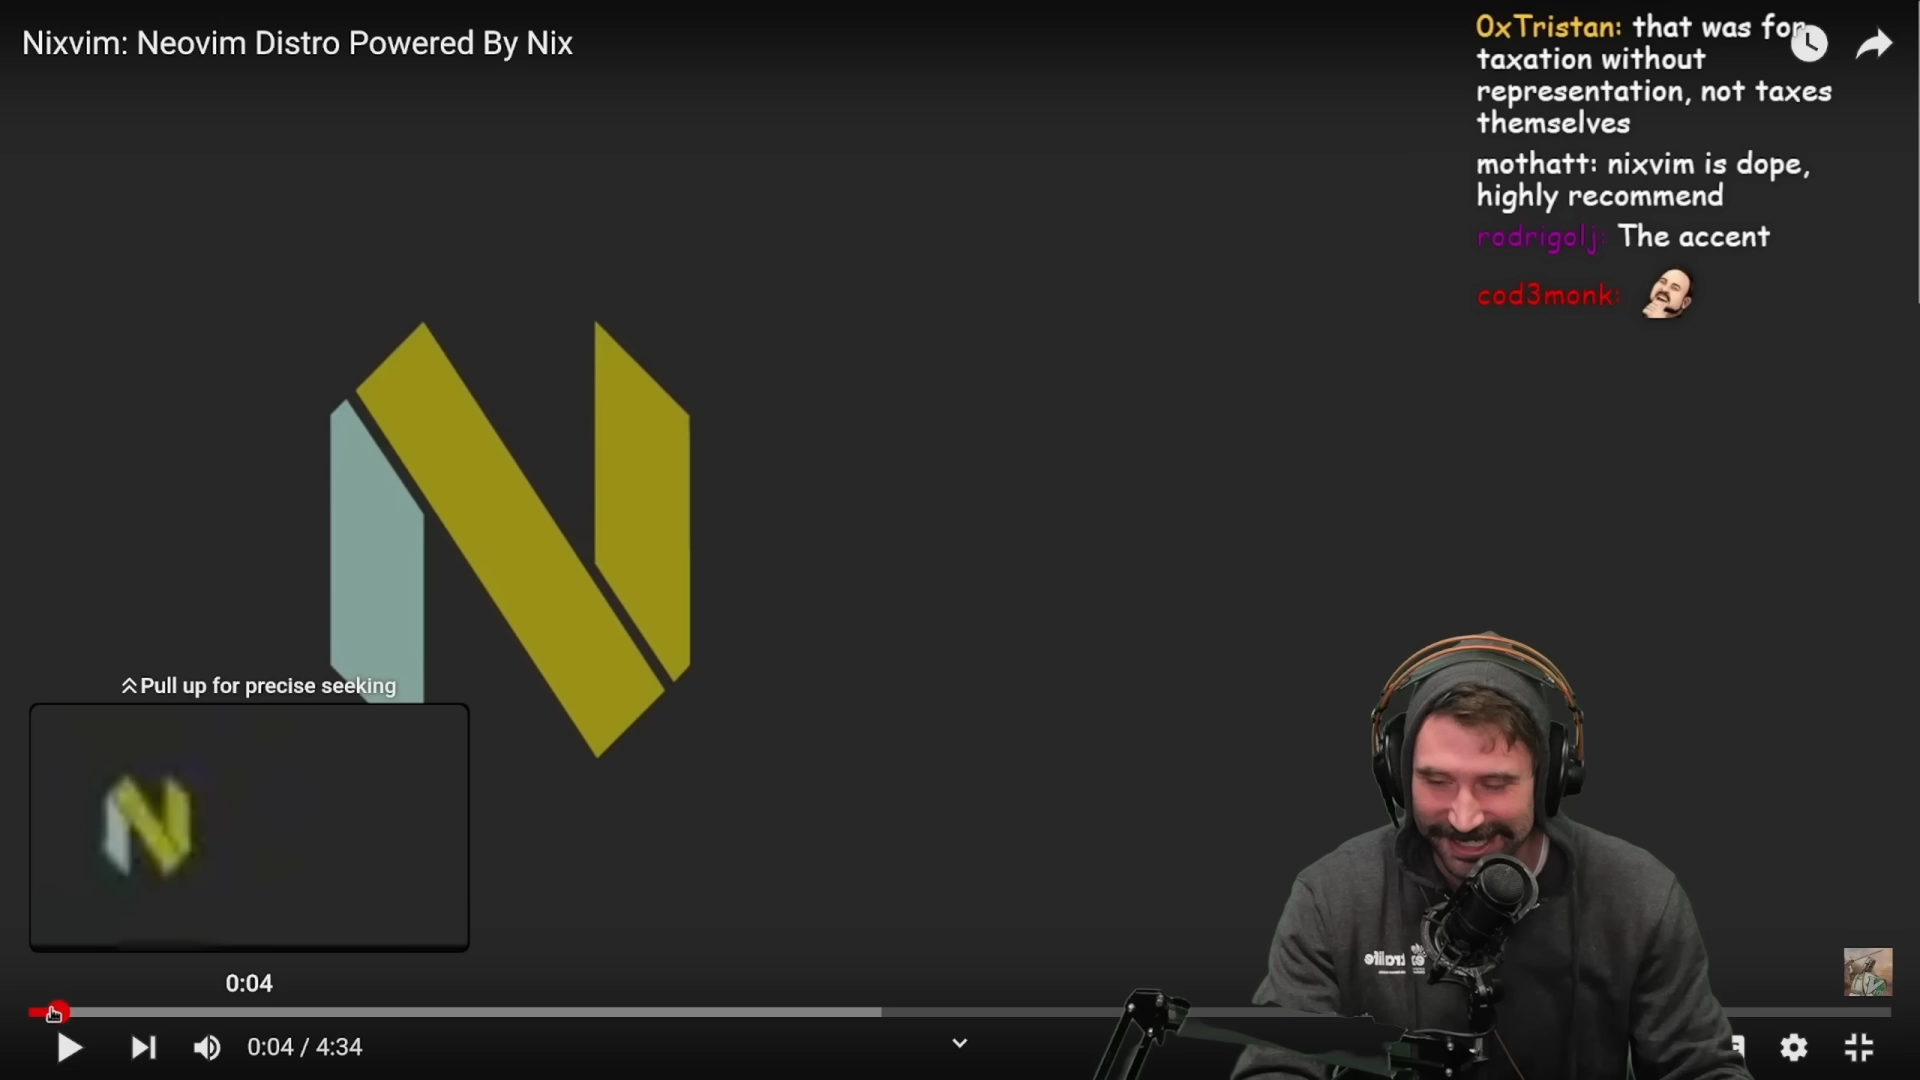 Nixvim: Neovim Distro Powered By Nix
0xTristan: that was for
taxation without
representation, not taxes
themselves
mothatt: nixvim is dope,
highly recommend
rodrigolj: The accent
cod3monk:
Pull up for precise seeking
0:04
0:04 / 4:34